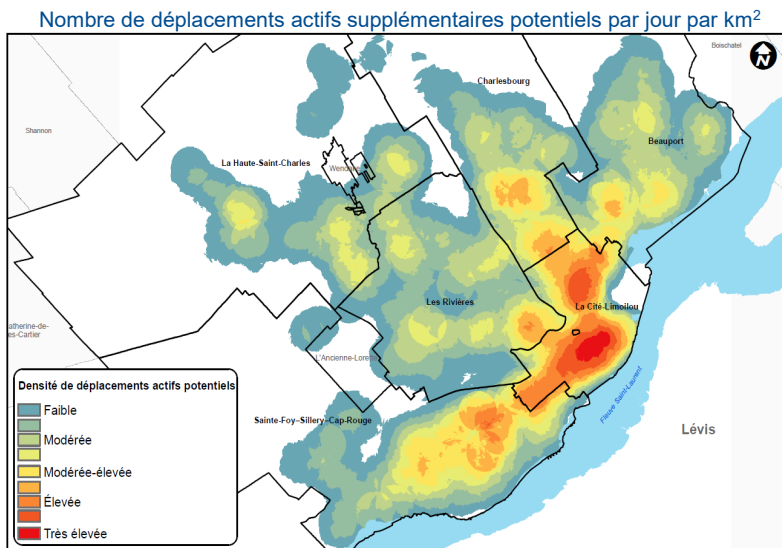 Nombre de déplacements actifs supplémentaires potentiels par jour par km²
Boischatel
N
Charlesbourg
Shannon
Beauport
La Haute-Saint-Charles
Les Rivières
La Cité-Limoilou
atherine-de-
es-Cartier
L'Ancienne-Lorette
Densité de déplacements actifs potentiels
Faible
Modérée
Modérée-élevée
Élevée
Très élevée
Sainte-Foy–Sillery–Cap-Rouge
Fleuve Saint-Laurent
Lévis